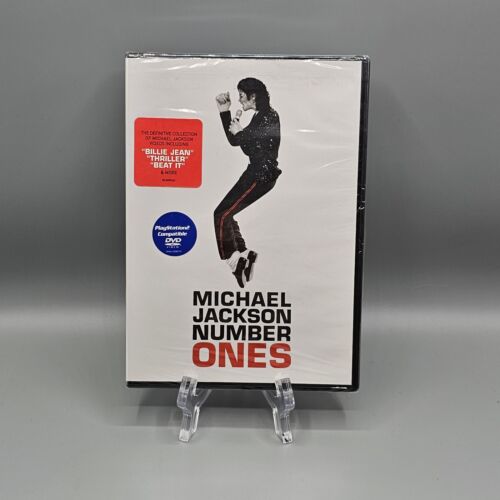 THE DEFINITIVE COLLECTION
OF MICHAEL JACKSON
VIDEOS INCLUDING
"BILLIE JEAN"
"THRILLER"
"BEAT IT"
& MORE
PlayStation2
Compatible
DVD
VIDEO
MICHAEL
JACKSON
NUMBER
ONES